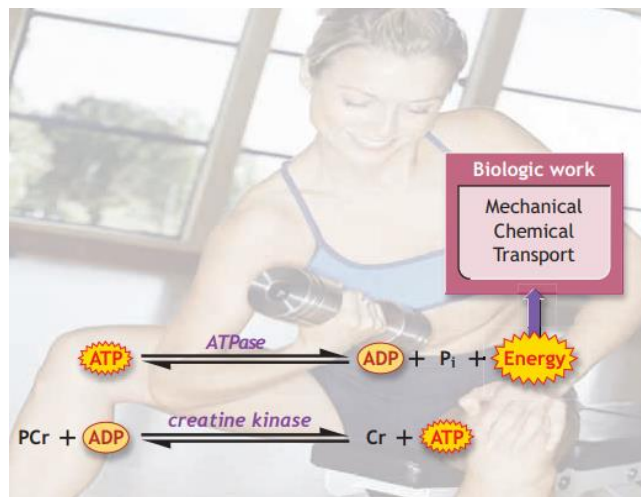 Biologic work
Mechanical
Chemical
Transport
ATPase
ATP ADP + Pi + Energy
creatine kinase
PCr + ADP Cr + ATP